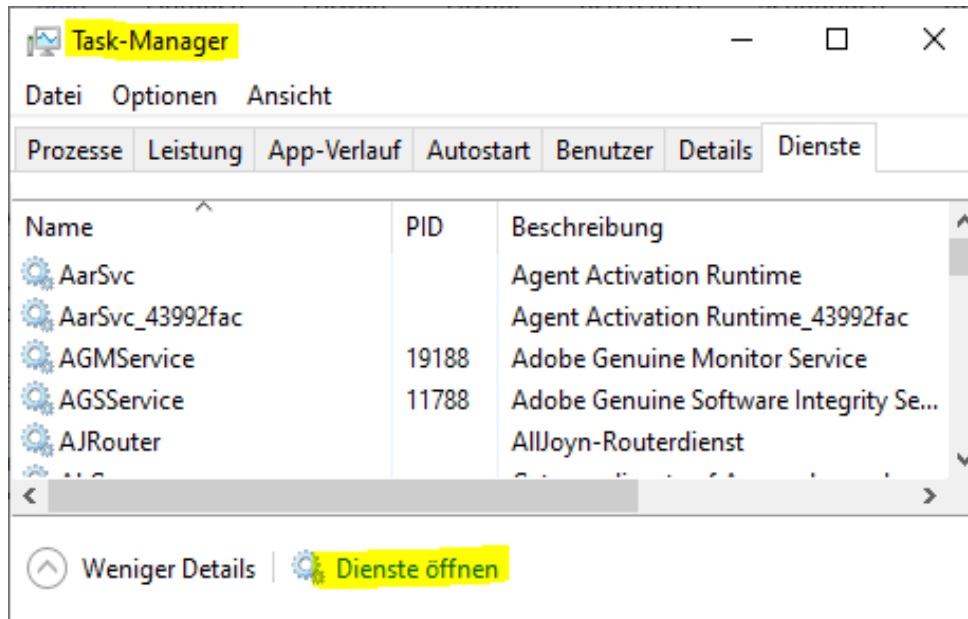 Task-Manager
Datei Optionen Ansicht
Prozesse Leistung App-Verlauf Autostart Benutzer Details Dienste
Name PID Beschreibung
AarSvc Agent Activation Runtime
AarSvc_43992fac Agent Activation Runtime_43992fac
AGMService 19188 Adobe Genuine Monitor Service
AGSService 11788 Adobe Genuine Software Integrity Se...
AJRouter AllJoyn-Routerdienst
Weniger Details Dienste öffnen